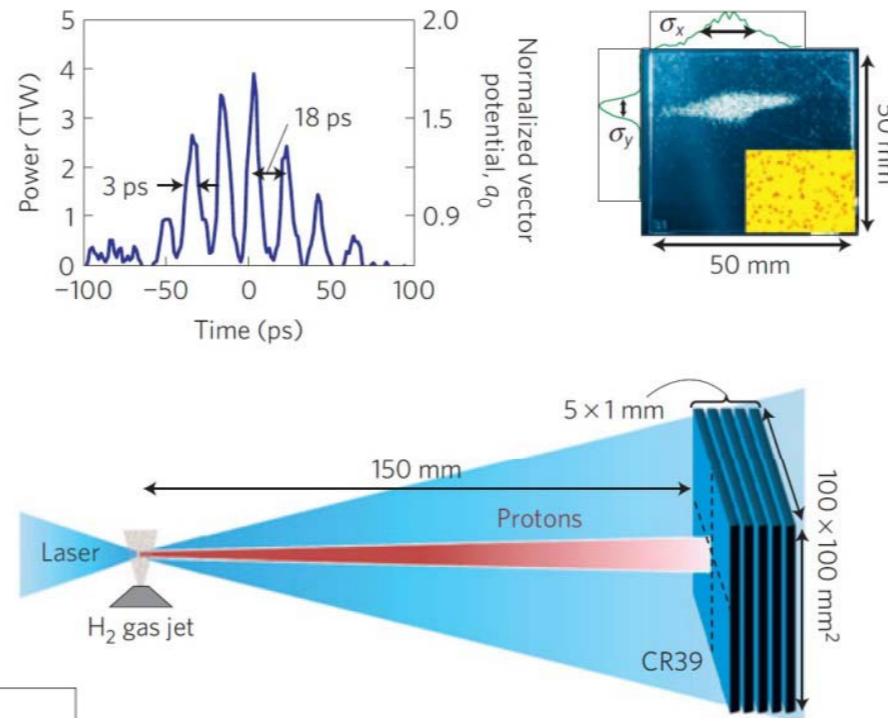 5
4
3
2
1
0
Power (TW)
−100
−50
0
50
100
Time (ps)
3 ps
18 ps
2.0
1.5
0.9
Normalized vector
potential, a₀
σx
σy
50 mm
50 mm
5 × 1 mm
150 mm
Protons
Laser
H₂ gas jet
CR39
100 × 100 mm²